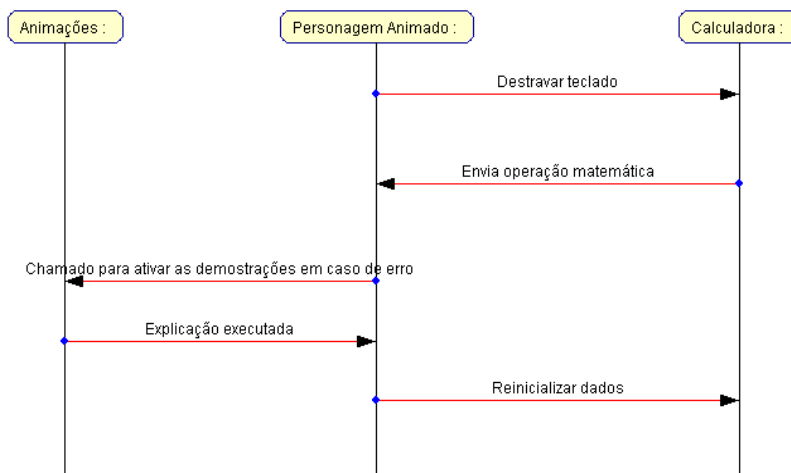 Animações :
Personagem Animado :
Calculadora :
Destravar teclado
Envia operação matemática
Chamado para ativar as demostrações em caso de erro
Explicação executada
Reinicializar dados